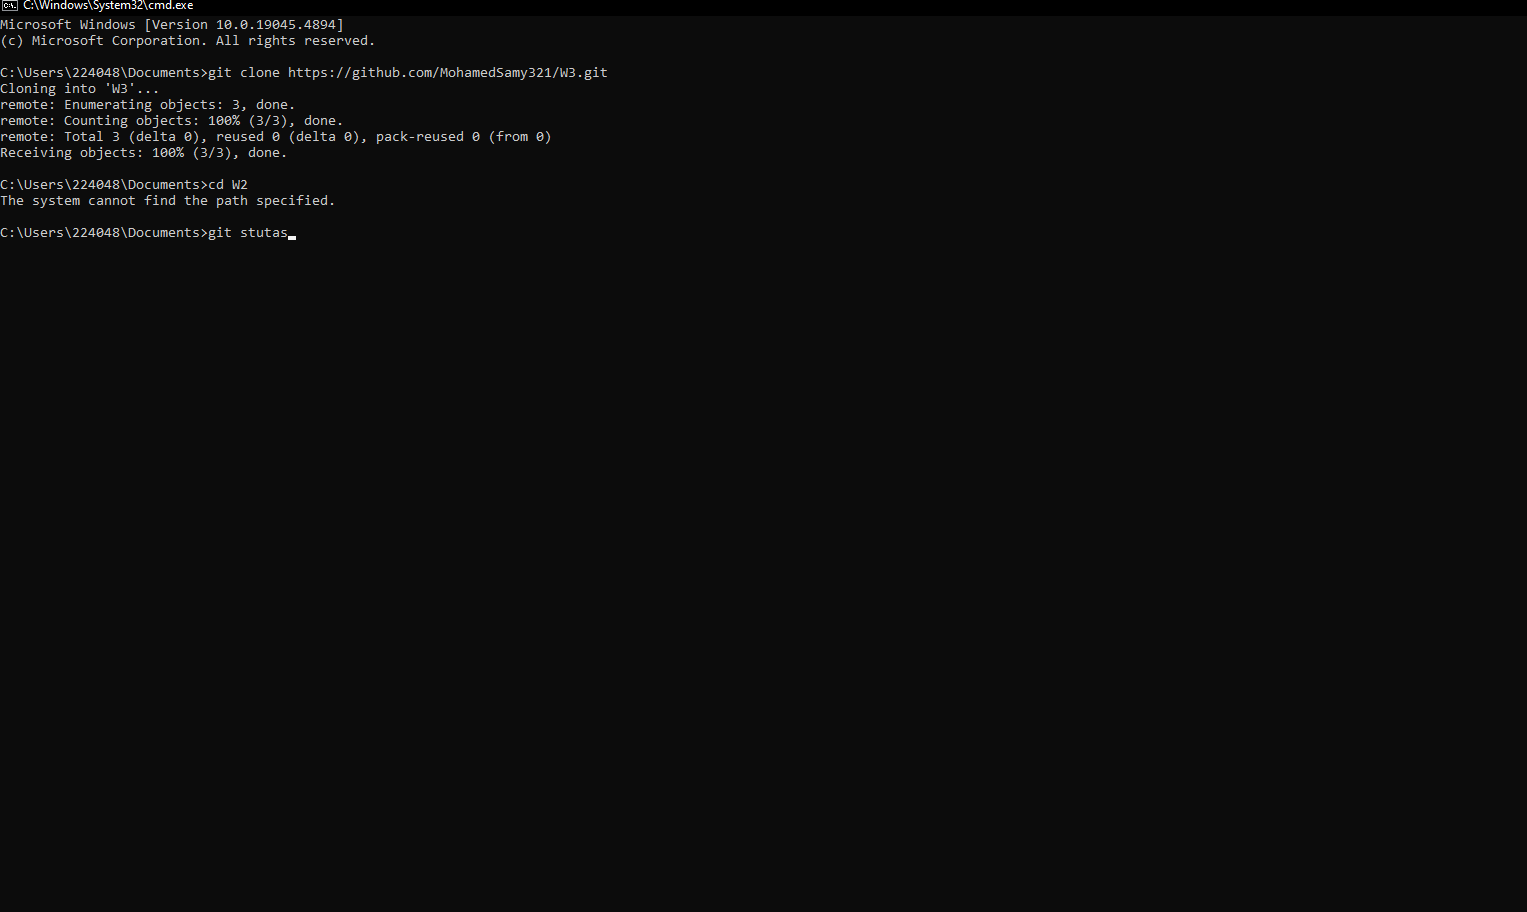 C:\Windows\System32\cmd.exe
Microsoft Windows [Version 10.0.19045.4894]
(c) Microsoft Corporation. All rights reserved.
C:\Users\224048\Documents>git clone https://github.com/MohamedSamy321/W3.git
Cloning into 'W3'...
remote: Enumerating objects: 3, done.
remote: Counting objects: 100% (3/3), done.
remote: Total 3 (delta 0), reused 0 (delta 0), pack-reused 0 (from 0)
Receiving objects: 100% (3/3), done.
C:\Users\224048\Documents>cd W2
The system cannot find the path specified.
C:\Users\224048\Documents>git stutas